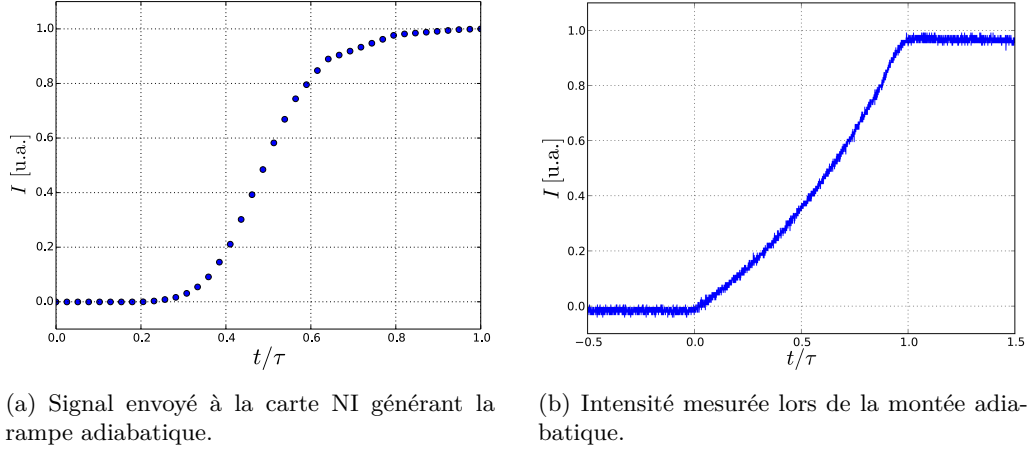 1.0
0.8
0.6
0.4
0.2
0.0
I [u.a.]
0.0 0.2 0.4 0.6 0.8 1.0
t/τ
(a) Signal envoyé à la carte NI générant la
rampe adiabatique.
1.0
0.8
0.6
0.4
0.2
0.0
I [u.a.]
−0.5 0.0 0.5 1.0 1.5
t/τ
(b) Intensité mesurée lors de la montée adia-
batique.